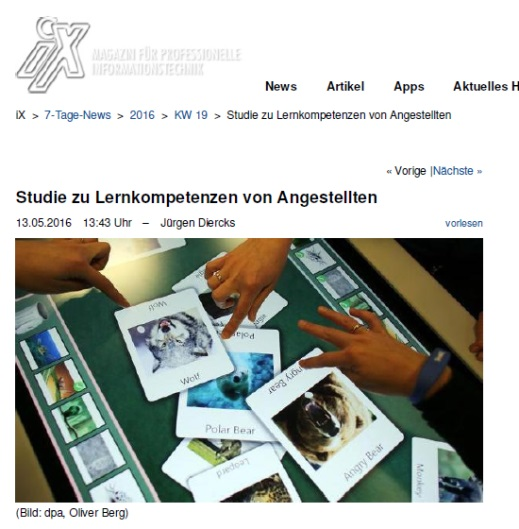 iX MAGAZIN FÜR PROFESSIONELLE
INFORMATIONSTECHNIK
News Artikel Apps Aktuelles H
iX > 7-Tage-News > 2016 > KW 19 > Studie zu Lernkompetenzen von Angestellten
« Vorige | Nächste »
Studie zu Lernkompetenzen von Angestellten
13.05.2016 13:43 Uhr – Jürgen Diercks
vorlesen
Wolf
Wolf
Polar
Polar Bear
Angry Bear
Angry Bear
Leopard
Monkey
(Bild: dpa, Oliver Berg)